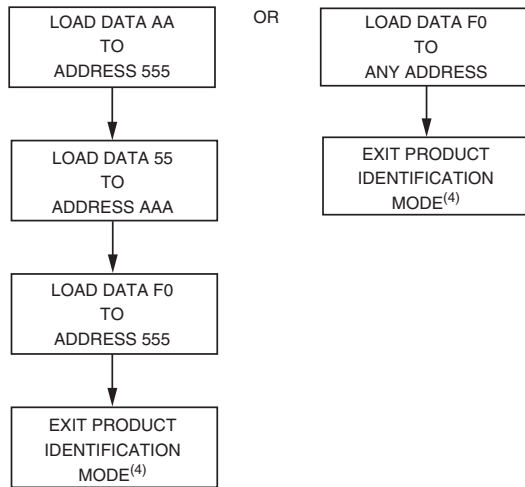 LOAD DATA AA
TO
ADDRESS 555
LOAD DATA 55
TO
ADDRESS AAA
LOAD DATA F0
TO
ADDRESS 555
EXIT PRODUCT
IDENTIFICATION
MODE(4)
OR
LOAD DATA F0
TO
ANY ADDRESS
EXIT PRODUCT
IDENTIFICATION
MODE(4)